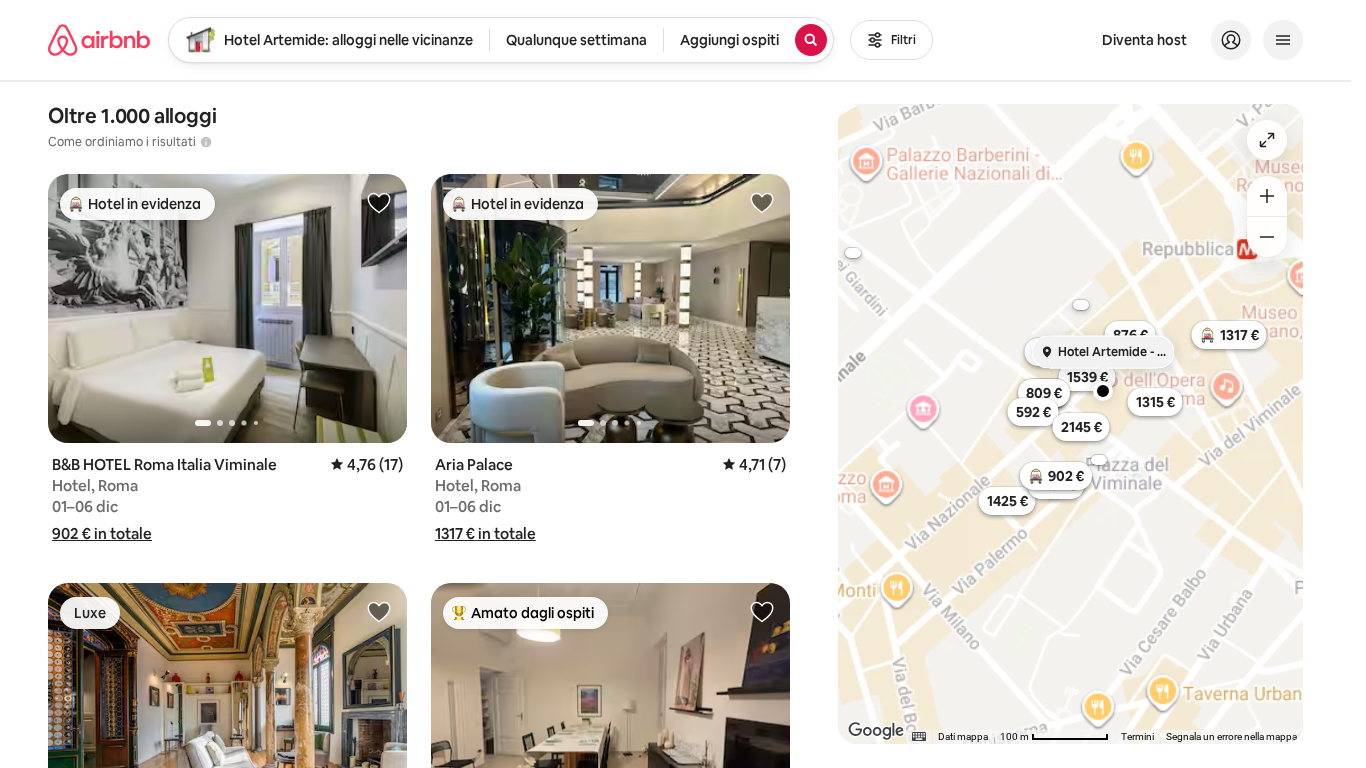 airbnb
Hotel Artemide: alloggi nelle vicinanze
Qualunque settimana
Aggiungi ospiti
Filtri
Diventa host
Oltre 1.000 alloggi
Come ordiniamo i risultati
Hotel in evidenza
B&B HOTEL Roma Italia Viminale
4,76 (17)
Hotel, Roma
01–06 dic
902 € in totale
Hotel in evidenza
Aria Palace
4,71 (7)
Hotel, Roma
01–06 dic
1317 € in totale
Luxe
Amato dagli ospiti
Palazzo Barberini -
Gallerie Nazionali di...
Repubblica
M
Museo
876 €
1317 €
Hotel Artemide - ...
1539 €
dell'Opera
809 €
592 €
1315 €
2145 €
Via del Viminale
902 €
Viminale
1425 €
Via Nazionale
Via Palermo
Via Milano
Via Cesare Balbo
Via Urbana
Taverna Urban
Monti
Google
Dati mappa
100 m
Termini
Segnala un errore nella mappa